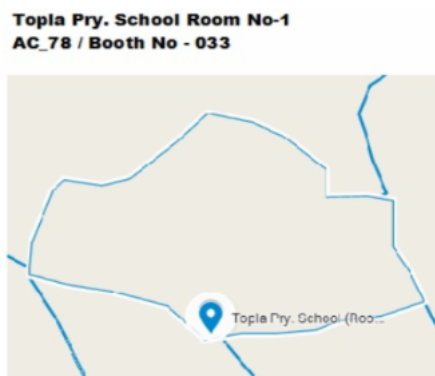 Topla Pry. School Room No-1
AC_78 / Booth No - 033
Topla Pry. School (Roo...